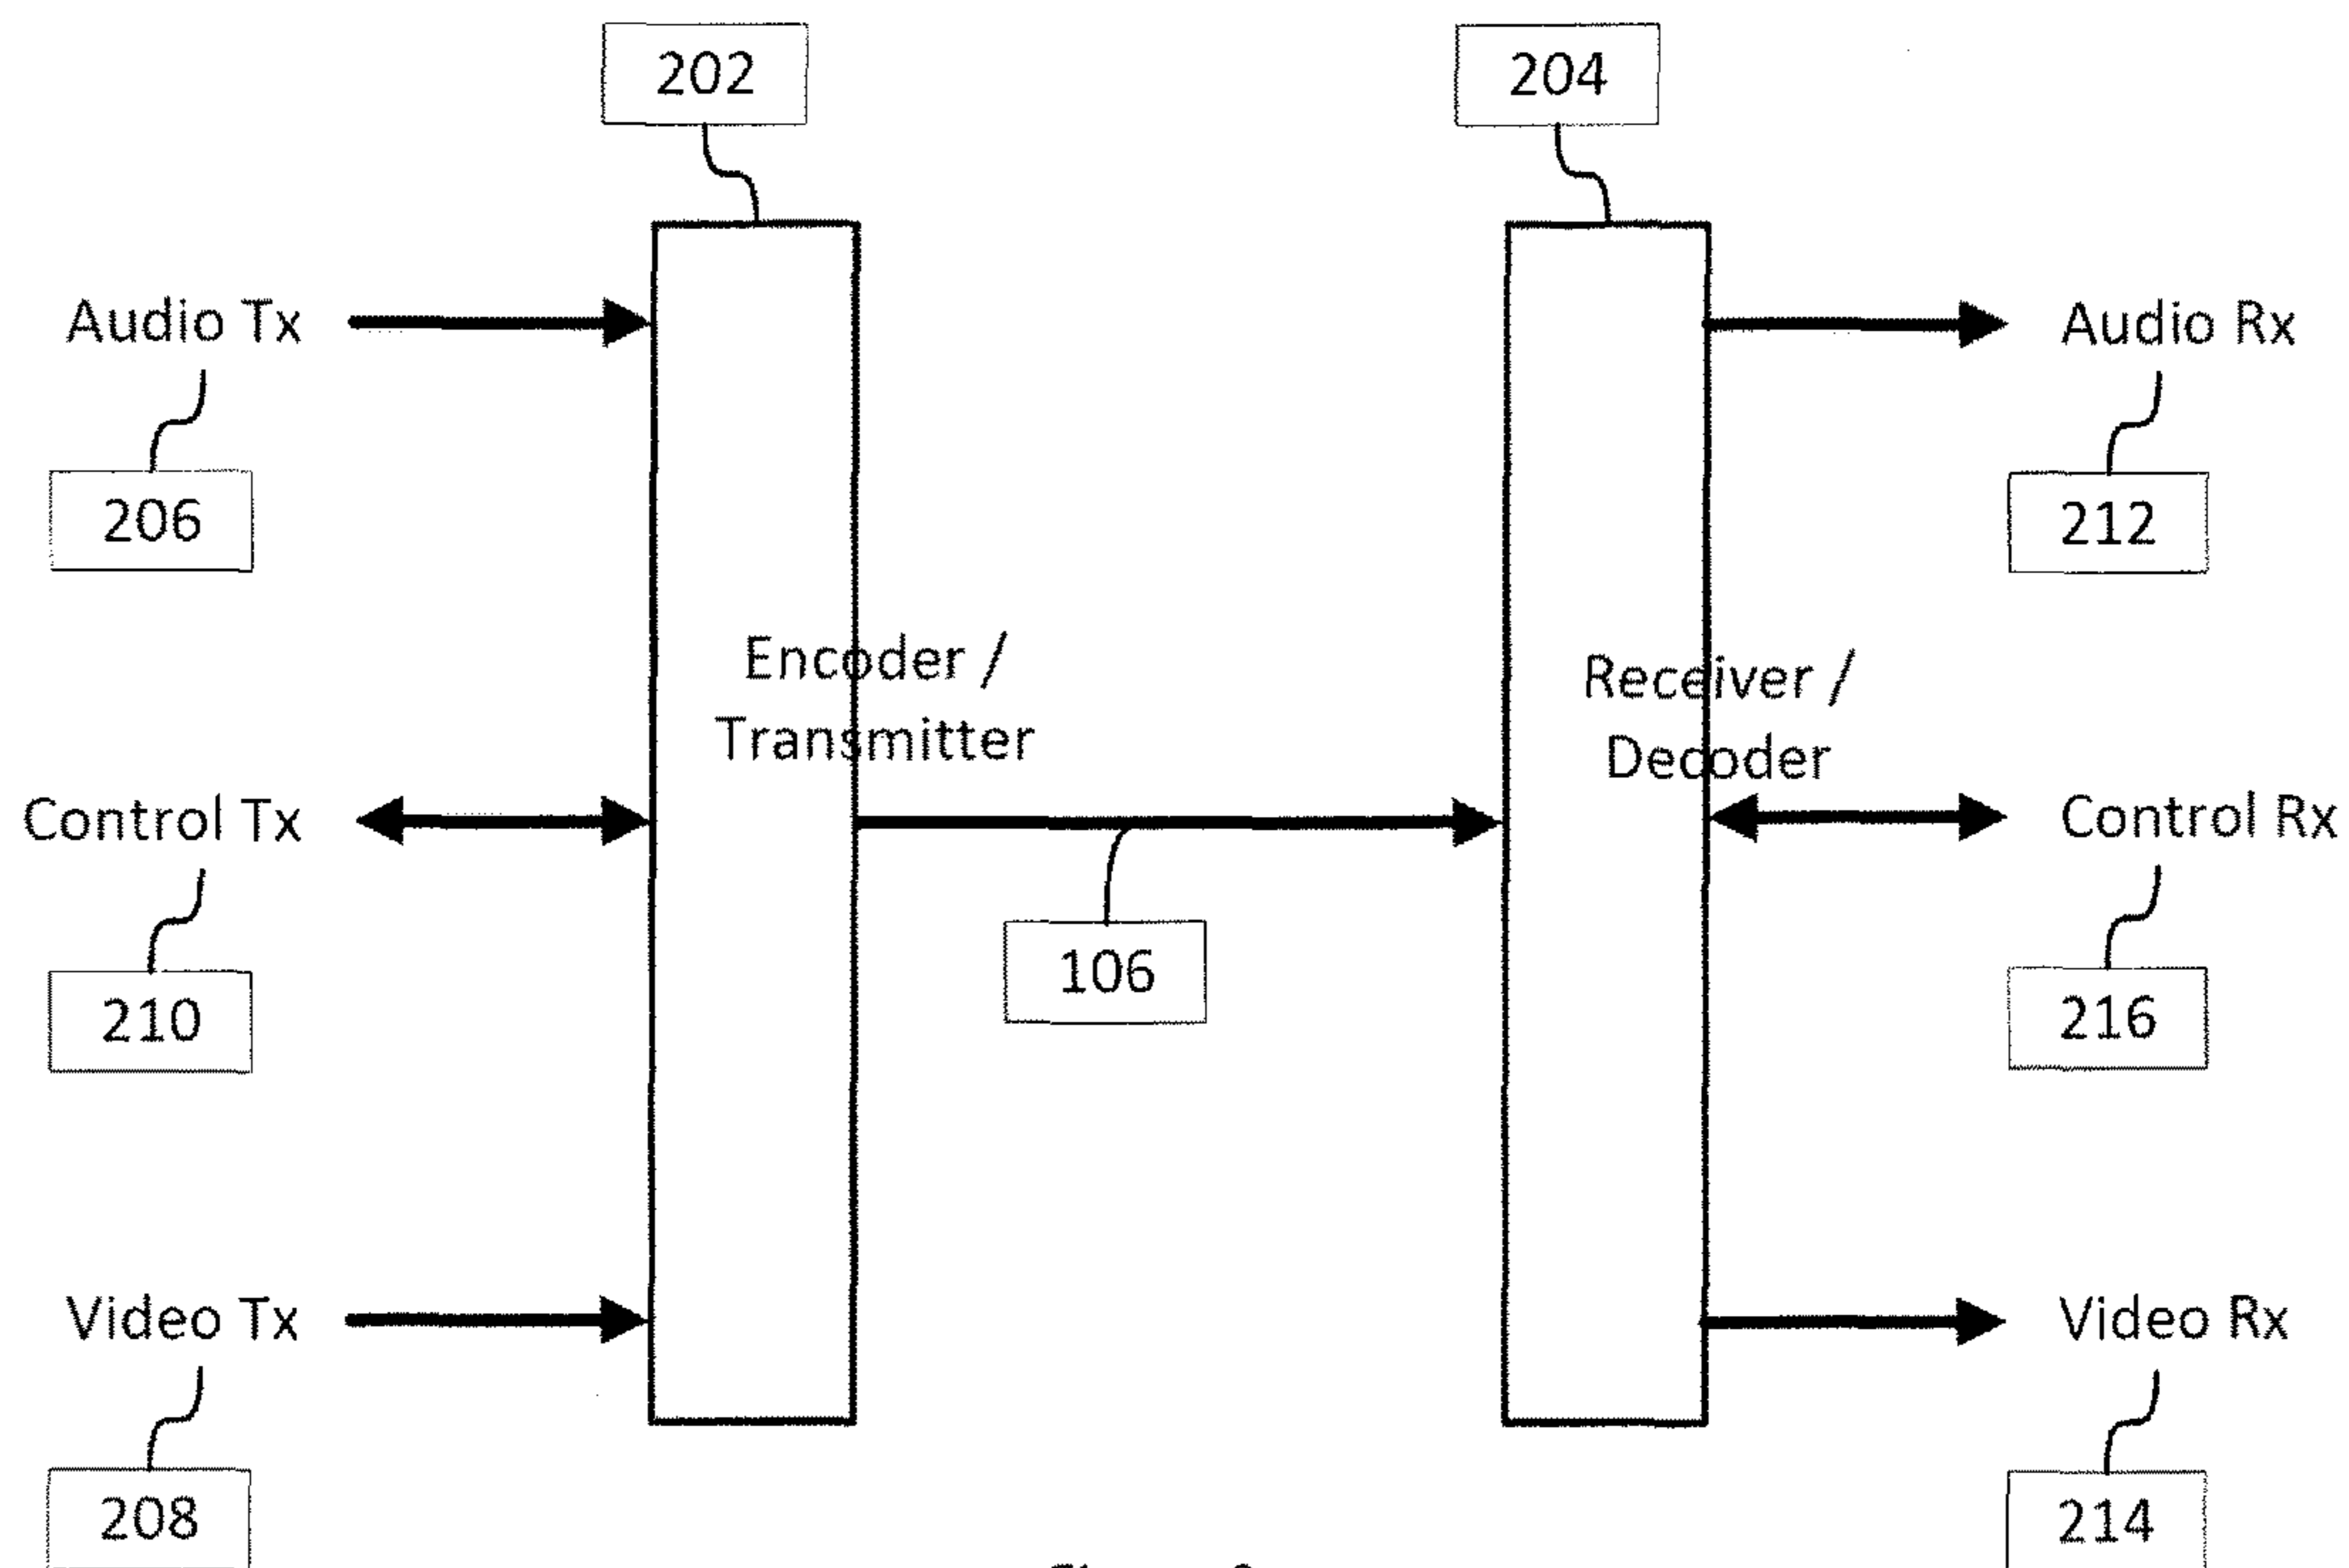 202
204
Audio Tx
Audio Rx
206
212
Encoder /
Transmitter
Receiver /
Decoder
Control Tx
Control Rx
106
210
216
Video Tx
Video Rx
208
214